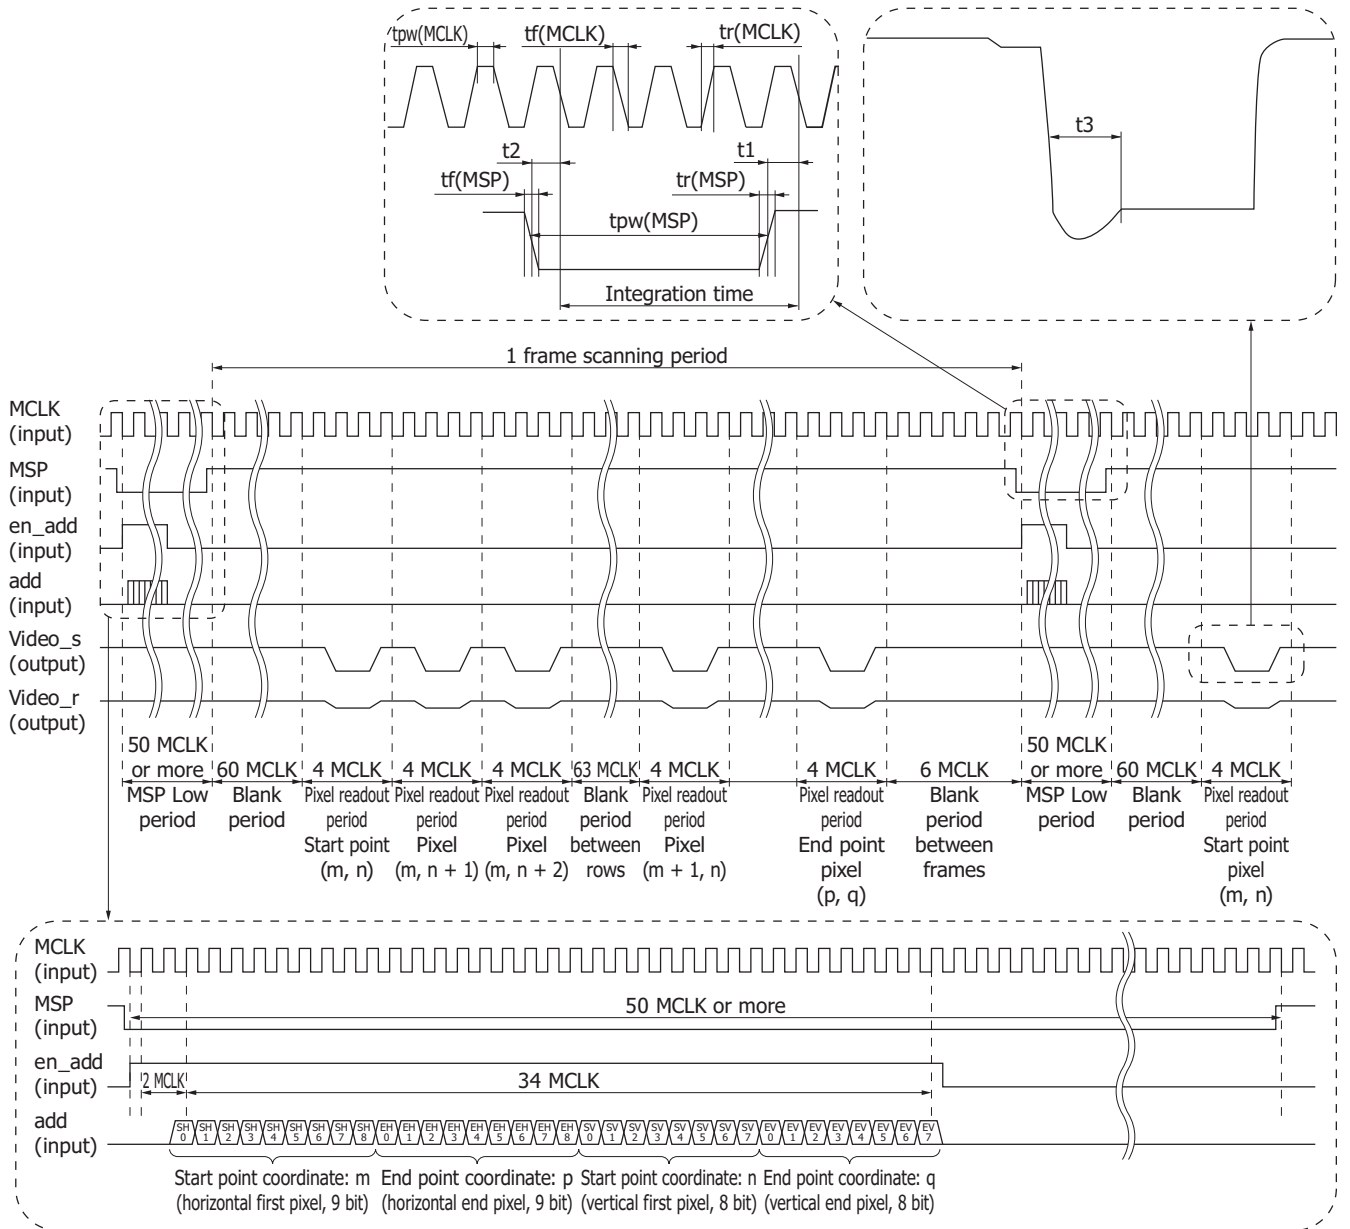 tpw(MCLK) tf(MCLK) tr(MCLK)
t2 t1
tf(MSP) tr(MSP)
tpw(MSP)
Integration time
t3
1 frame scanning period
MCLK
(input)
MSP
(input)
en_add
(input)
add
(input)
Video_s
(output)
Video_r
(output)
50 MCLK
or more
MSP Low
period
60 MCLK
Blank
period
4 MCLK
Pixel readout
period
Start point
(m, n)
4 MCLK
Pixel readout
period
Pixel
(m, n + 1)
4 MCLK
Pixel readout
period
Pixel
(m, n + 2)
63 MCLK
Blank
period
between
rows
4 MCLK
Pixel readout
period
Pixel
(m + 1, n)
4 MCLK
Pixel readout
period
End point
pixel
(p, q)
6 MCLK
Blank
period
between
frames
50 MCLK
or more
MSP Low
period
60 MCLK
Blank
period
4 MCLK
Pixel readout
period
Start point
pixel
(m, n)
MCLK
(input)
MSP
(input)
50 MCLK or more
en_add
(input)
2 MCLK 34 MCLK
add
(input)
SH SH SH SH SH SH SH SH SH EH EH EH EH EH EH EH EH EH SV SV SV SV SV SV SV SV EV EV EV EV EV EV EV EV
0 1 2 3 4 5 6 7 8 0 1 2 3 4 5 6 7 8 0 1 2 3 4 5 6 7 0 1 2 3 4 5 6 7
Start point coordinate: m
(horizontal first pixel, 9 bit)
End point coordinate: p
(horizontal end pixel, 9 bit)
Start point coordinate: n
(vertical first pixel, 8 bit)
End point coordinate: q
(vertical end pixel, 8 bit)